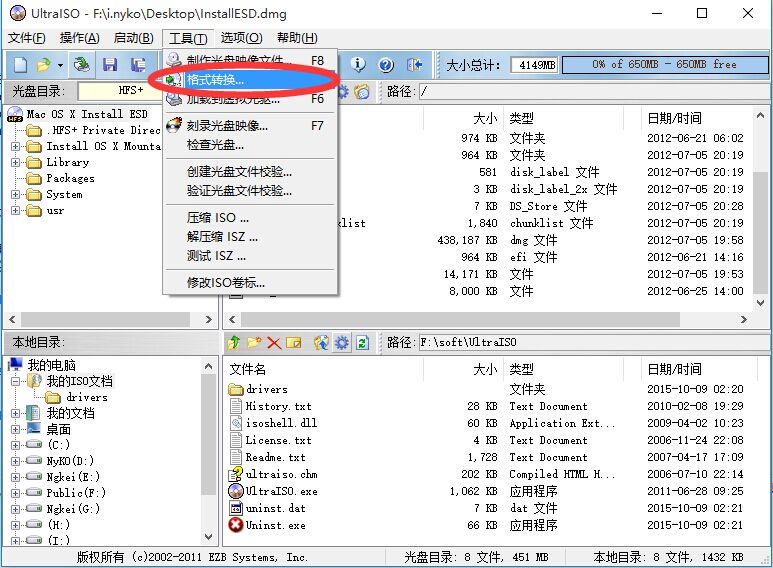 UltraISO - F:\i.nyko\Desktop\InstallESD.dmg
文件(F) 操作(A) 启动(B) 工具(T) 选项(O) 帮助(H)
大小总计: 4149MB 0% of 650MB - 650MB free
光盘目录: HFS+ 路径: /
制作光盘映像文件... F8
格式转换...
加载到虚拟光驱... F6
刻录光盘映像... F7
检查光盘...
创建光盘文件校验...
验证光盘文件校验...
压缩 ISO ...
解压缩 ISZ ...
测试 ISZ ...
修改ISO卷标...
Mac OS X Install ESD
.HFS+ Private Direc
Install OS X Mounta
Library
Packages
System
usr
大小 类型 日期/时间
974 KB 文件夹 2012-06-21 06:02
964 KB 文件夹 2012-07-05 20:19
581 disk_label 文件 2012-07-05 20:19
3 KB disk_label_2x 文件 2012-07-05 20:19
7 KB DS_Store 文件 2012-06-28 20:19
klist 1,840 chunklist 文件 2012-07-05 20:19
438,187 KB dmg 文件 2012-07-05 19:58
914 KB efi 文件 2012-07-05 20:16
14,171 KB 文件 2012-07-05 19:53
8,000 KB 文件 2012-06-25 14:00
本地目录: 路径: F:\soft\UltraISO
我的电脑
我的ISO文档
drivers
我的文档
桌面
(C:)
NyKO(D:)
Ngkei(E:)
Public(F:)
Ngkei(G:)
(H:)
(I:)
文件名 大小 类型 日期/时间
drivers 文件夹 2015-10-09 02:20
History.txt 28 KB Text Document 2010-02-08 19:29
isoshell.dll 60 KB Application Ext... 2009-04-02 10:23
License.txt 4 KB Text Document 2006-11-24 22:08
Readme.txt 1,728 Text Document 2007-04-17 17:09
ultraiso.chm 202 KB Compiled HTML H... 2006-07-10 22:14
UltraISO.exe 1,062 KB 应用程序 2011-06-28 09:25
uninst.dat 7 KB dat 文件 2015-10-09 02:21
Uninst.exe 66 KB 应用程序 2015-10-09 02:21
版权所有 (c)2002-2011 EZB Systems, Inc. 光盘目录: 8 文件, 451 MB 本地目录: 8 文件, 1432 KB